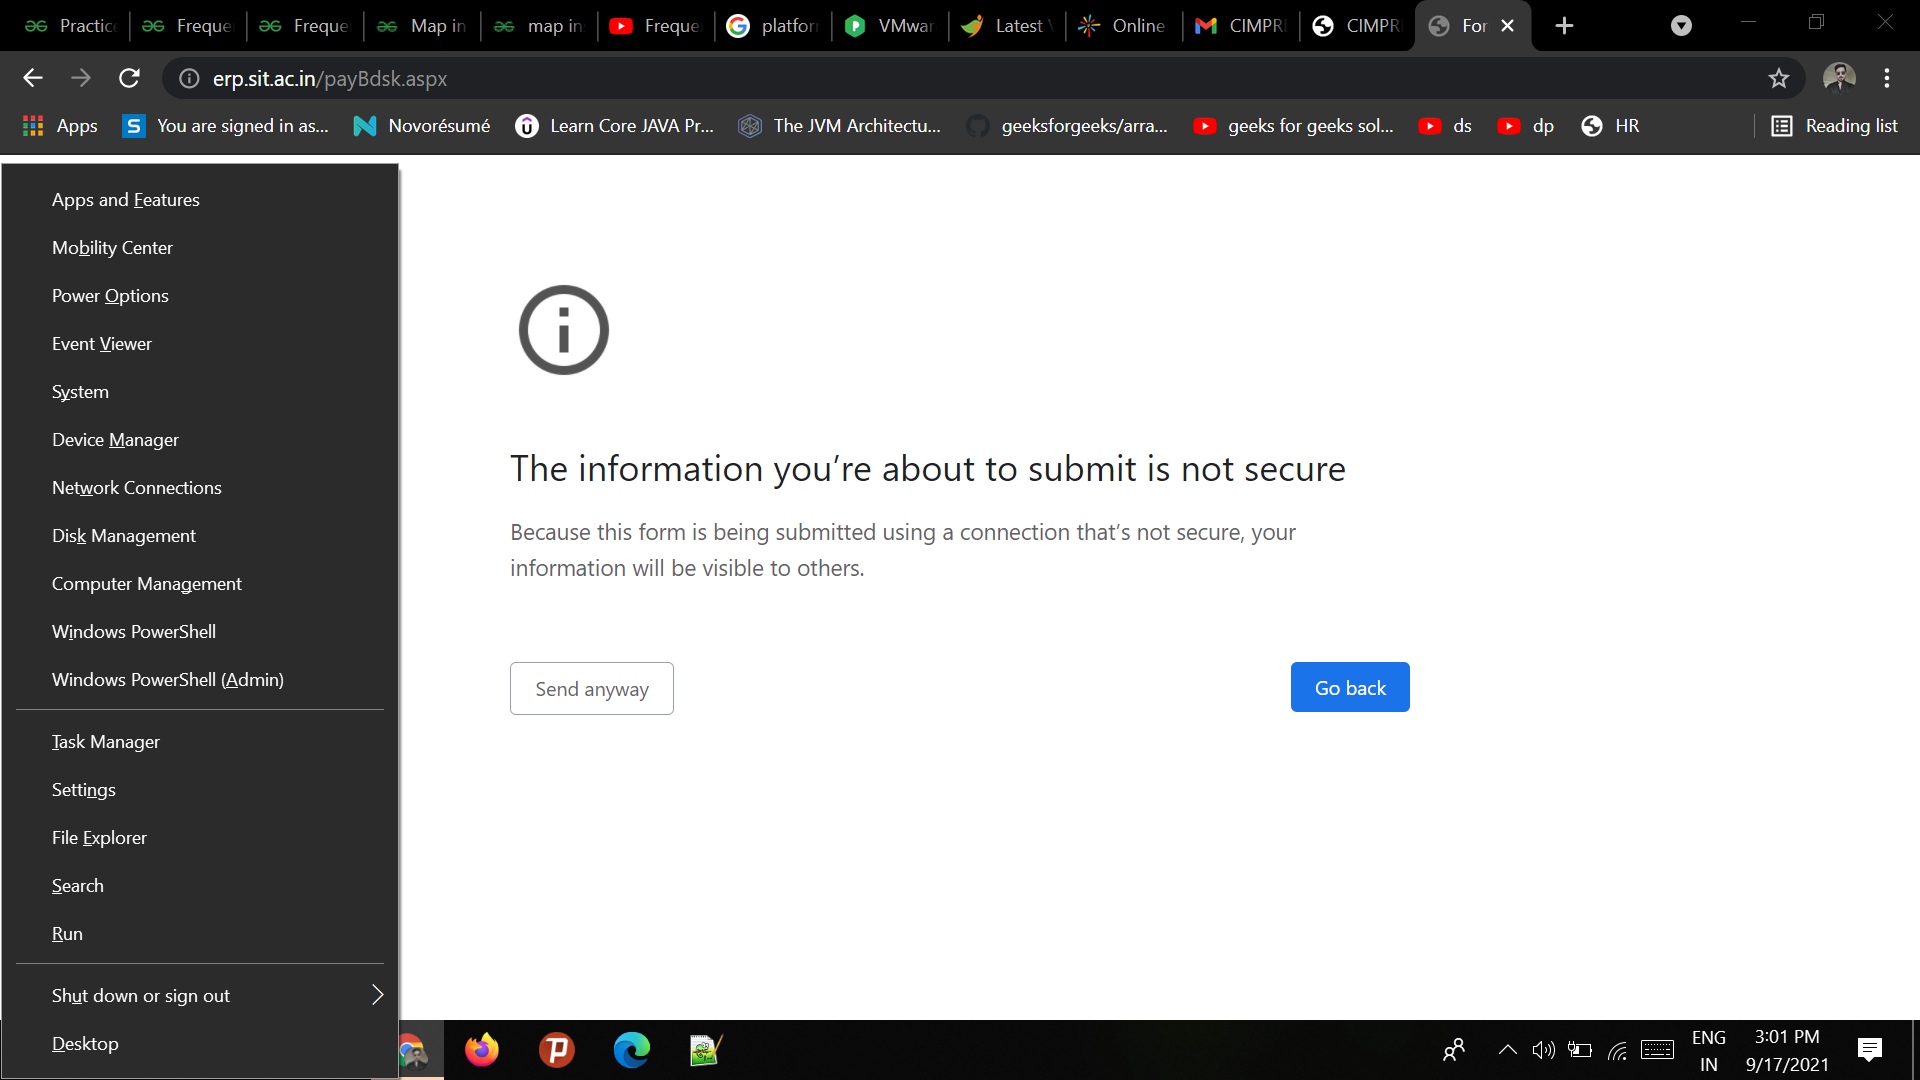 Practice
Freque
Freque
Map in
map in
Freque
platfor
VMwar
Latest
Online
CIMPR
CIMPR
For
erp.sit.ac.in/payBdsk.aspx
Apps
You are signed in as...
Novorésumé
Learn Core JAVA Pr...
The JVM Architectu...
geeksforgeeks/arra...
geeks for geeks sol...
ds
dp
HR
Reading list
Apps and Features
Mobility Center
Power Options
Event Viewer
System
Device Manager
Network Connections
Disk Management
Computer Management
Windows PowerShell
Windows PowerShell (Admin)
Task Manager
Settings
File Explorer
Search
Run
Shut down or sign out
Desktop
The information you’re about to submit is not secure
Because this form is being submitted using a connection that’s not secure, your
information will be visible to others.
Send anyway
Go back
ENG
IN
3:01 PM
9/17/2021